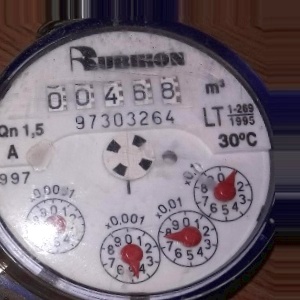 RUBIKON
00468 m³
97303264
LT 1-269
1995
Qn 1,5
30°C
A
997
x0,0001
x0,001
x0,01
x0,1